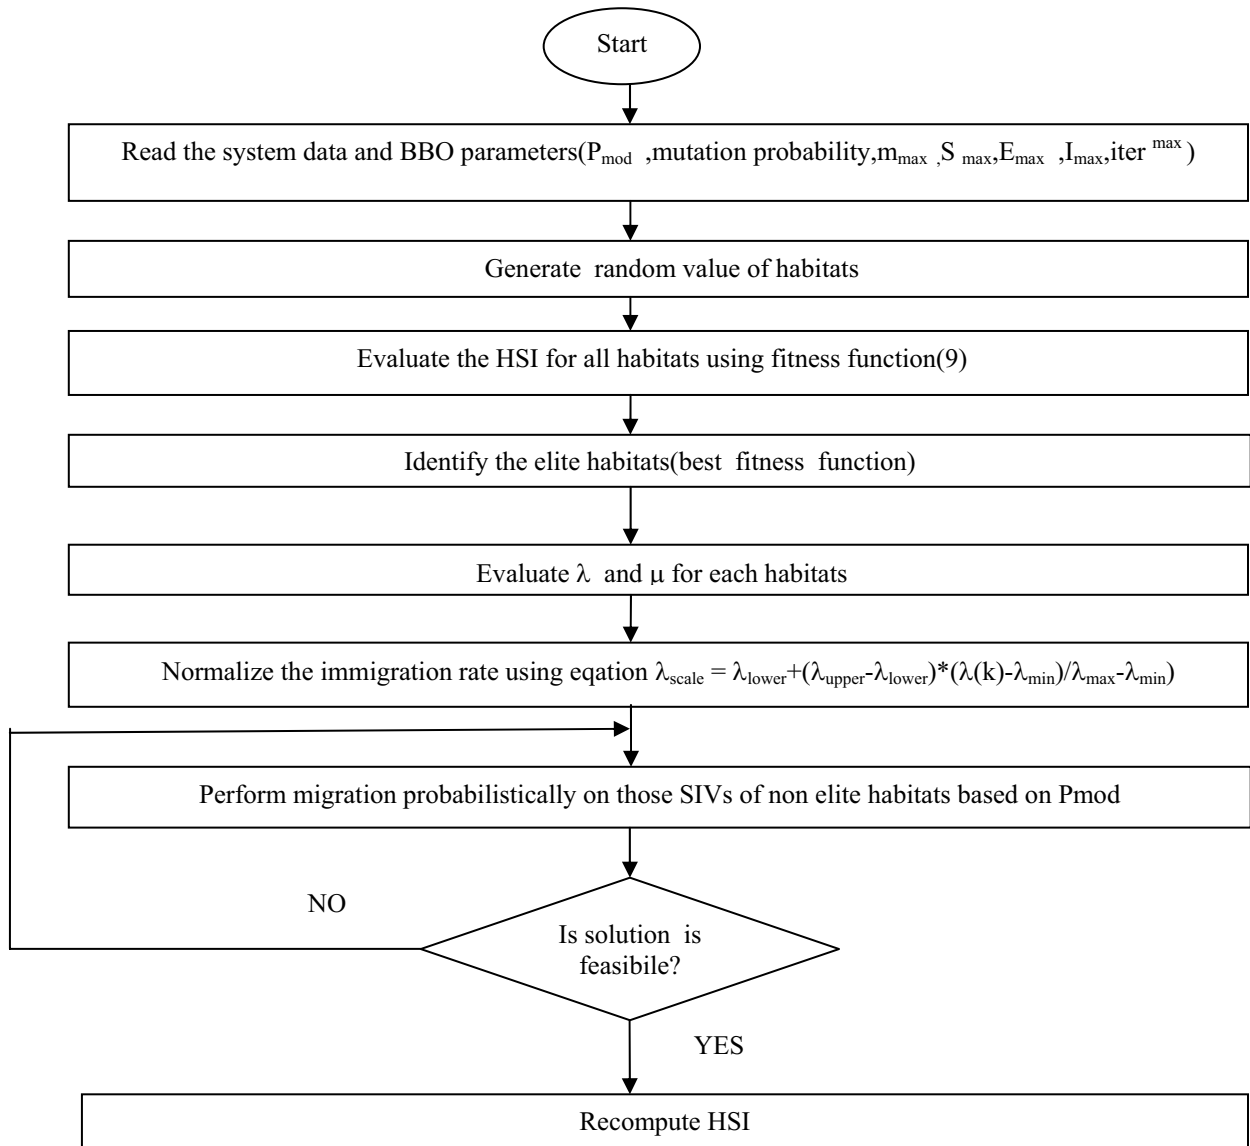 Start
Read the system data and BBO parameters(Pmod ,mutation probability,mmax ,S max,Emax ,Imax,iter max )
Generate random value of habitats
Evaluate the HSI for all habitats using fitness function(9)
Identify the elite habitats(best fitness function)
Evaluate λ and μ for each habitats
Normalize the immigration rate using eqation λscale = λlower+(λupper-λlower)*(λ(k)-λmin)/λmax-λmin)
Perform migration probabilistically on those SIVs of non elite habitats based on Pmod
NO
Is solution is
feasibile?
YES
Recompute HSI